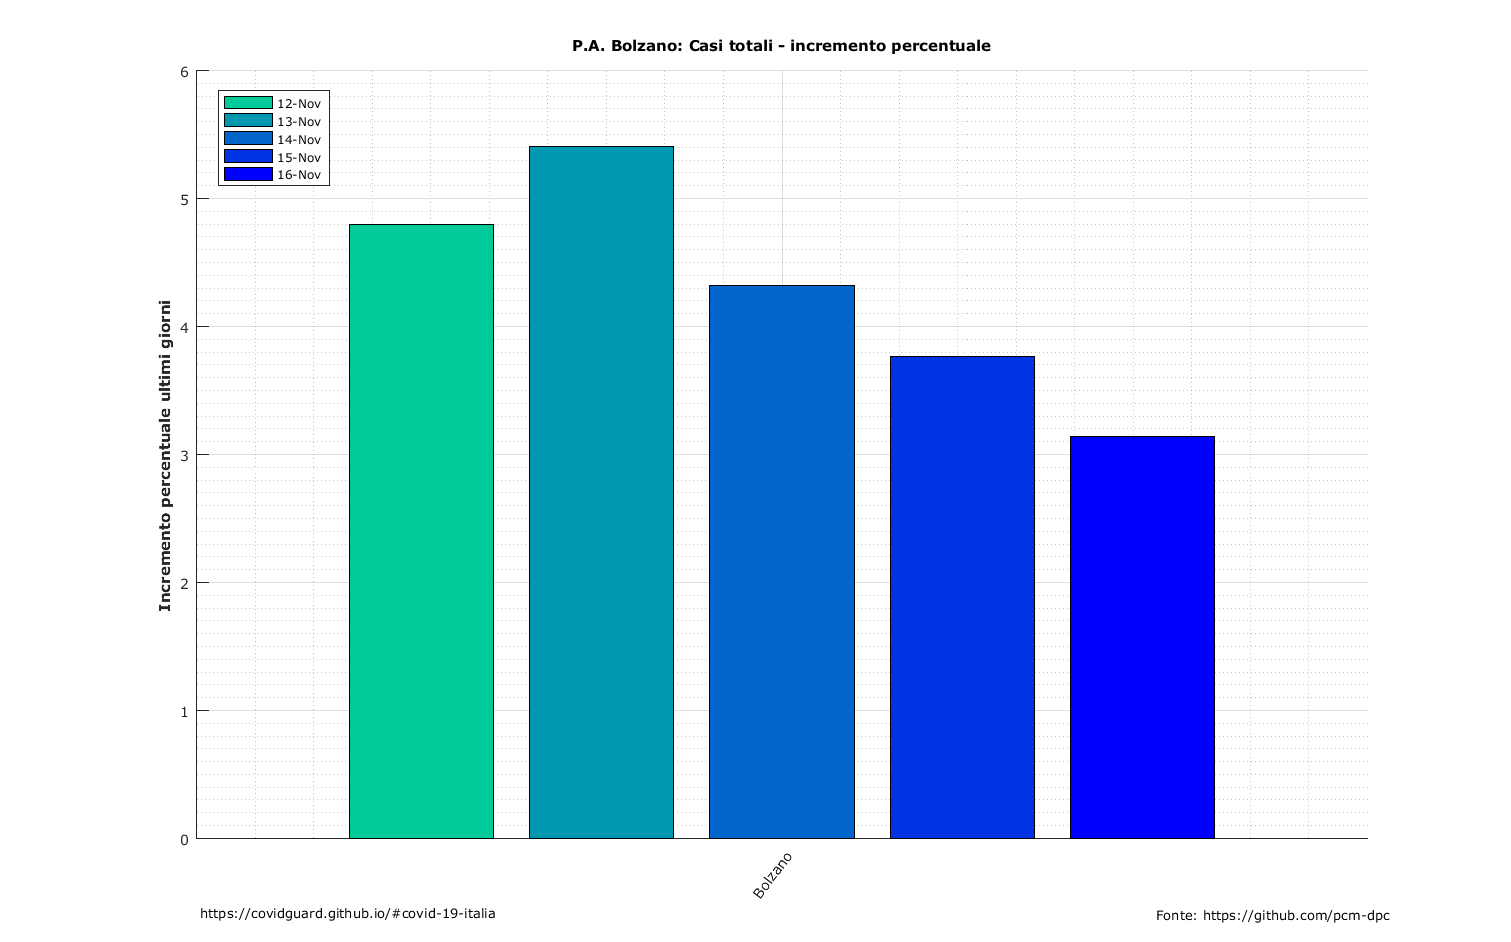 P.A. Bolzano: Casi totali - incremento percentuale
6
5
4
3
2
1
0
Incremento percentuale ultimi giorni
12-Nov
13-Nov
14-Nov
15-Nov
16-Nov
Bolzano
https://covidguard.github.io/#covid-19-italia
Fonte: https://github.com/pcm-dpc